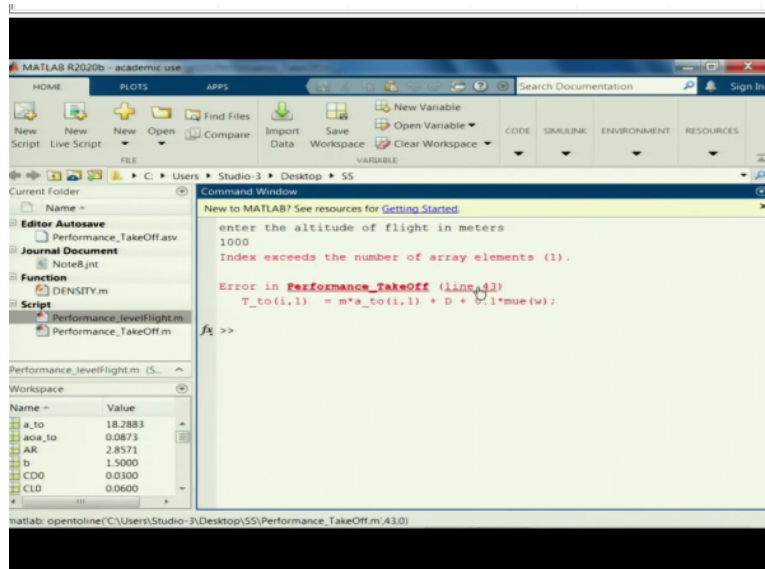 MATLAB R2020b - academic use
HOME PLOTS APPS Search Documentation Sign In
New Script
New Live Script
New
Open
Find Files
Compare
Import Data
Save Workspace
New Variable
Open Variable
Clear Workspace
CODE SIMULINK ENVIRONMENT RESOURCES
FILE VARIABLE
C: Users Studio-3 Desktop SS
Current Folder
Name
Editor Autosave
Performance_TakeOff.asv
Journal Document
Note8.jnt
Function
DENSITY.m
Script
Performance_levelFlight.m
Performance_TakeOff.m
Performance_levelFlight.m (S...
Workspace
Name Value
a_to 18.2883
aoa_to 0.0873
AR 2.8571
b 1.5000
CD0 0.0300
CL0 0.0600
Command Window
New to MATLAB? See resources for Getting Started.
enter the altitude of flight in meters
1000
Index exceeds the number of array elements (1).
Error in Performance_TakeOff (line 43)
T_to(i,1) = m*a_to(i,1) + D + 0.1*mue(w);
fx >>
matlab: opentoline('C:\Users\Studio-3\Desktop\SS\Performance_TakeOff.m',43,0)